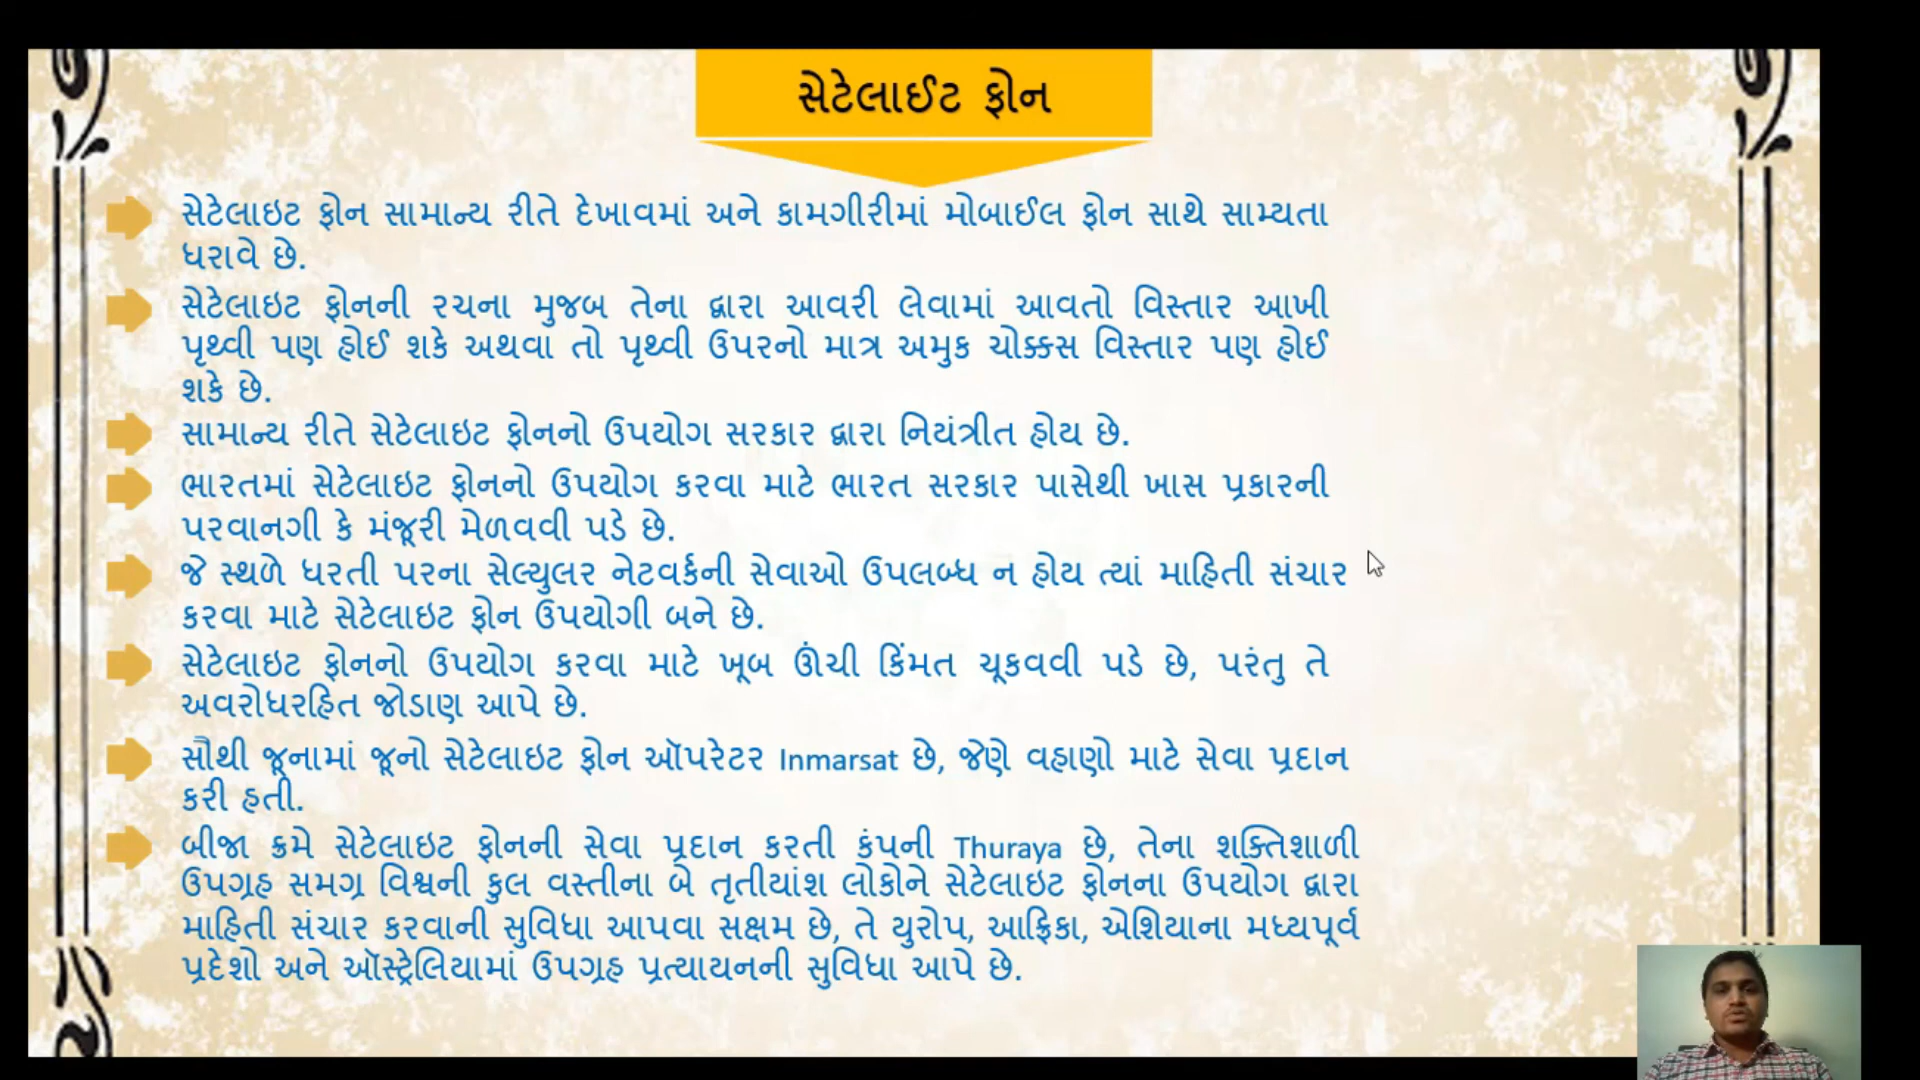 સેટેલાઈટ ફોન
સેટેલાઇટ ફોન સામાન્ય રીતે દેખાવમાં અને કામગીરીમાં મોબાઈલ ફોન સાથે સામ્યતા
ધરાવે છે.
સેટેલાઇટ ફોનની રચના મુજબ તેના દ્વારા આવરી લેવામાં આવતો વિસ્તાર આખી
પૃથ્વી પણ હોઈ શકે અથવા તો પૃથ્વી ઉપરનો માત્ર અમુક ચોક્કસ વિસ્તાર પણ હોઈ
શકે છે.
સામાન્ય રીતે સેટેલાઇટ ફોનનો ઉપયોગ સરકાર દ્વારા નિયંત્રીત હોય છે.
ભારતમાં સેટેલાઇટ ફોનનો ઉપયોગ કરવા માટે ભારત સરકાર પાસેથી ખાસ પ્રકારની
પરવાનગી કે મંજૂરી મેળવવી પડે છે.
જે સ્થળે ધરતી પરના સેલ્યુલર નેટવર્કની સેવાઓ ઉપલબ્ધ ન હોય ત્યાં માહિતી સંચાર
કરવા માટે સેટેલાઇટ ફોન ઉપયોગી બને છે.
સેટેલાઇટ ફોનનો ઉપયોગ કરવા માટે ખૂબ ઊંચી કિંમત ચૂકવવી પડે છે, પરંતુ તે
અવરોધરહિત જોડાણ આપે છે.
સૌથી જૂનામાં જૂનો સેટેલાઇટ ફોન ઑપરેટર Inmarsat છે, જેણે વહાણો માટે સેવા પ્રદાન
કરી હતી.
બીજા ક્રમે સેટેલાઇટ ફોનની સેવા પ્રદાન કરતી કંપની Thuraya છે, તેના શક્તિશાળી
ઉપગ્રહ સમગ્ર વિશ્વની કુલ વસ્તીના બે તૃતીયાંશ લોકોને સેટેલાઇટ ફોનના ઉપયોગ દ્વારા
માહિતી સંચાર કરવાની સુવિધા આપવા સક્ષમ છે, તે યુરોપ, આફ્રિકા, એશિયાના મધ્યપૂર્વ
પ્રદેશો અને ઑસ્ટ્રેલિયામાં ઉપગ્રહ પ્રત્યાયનની સુવિધા આપે છે.